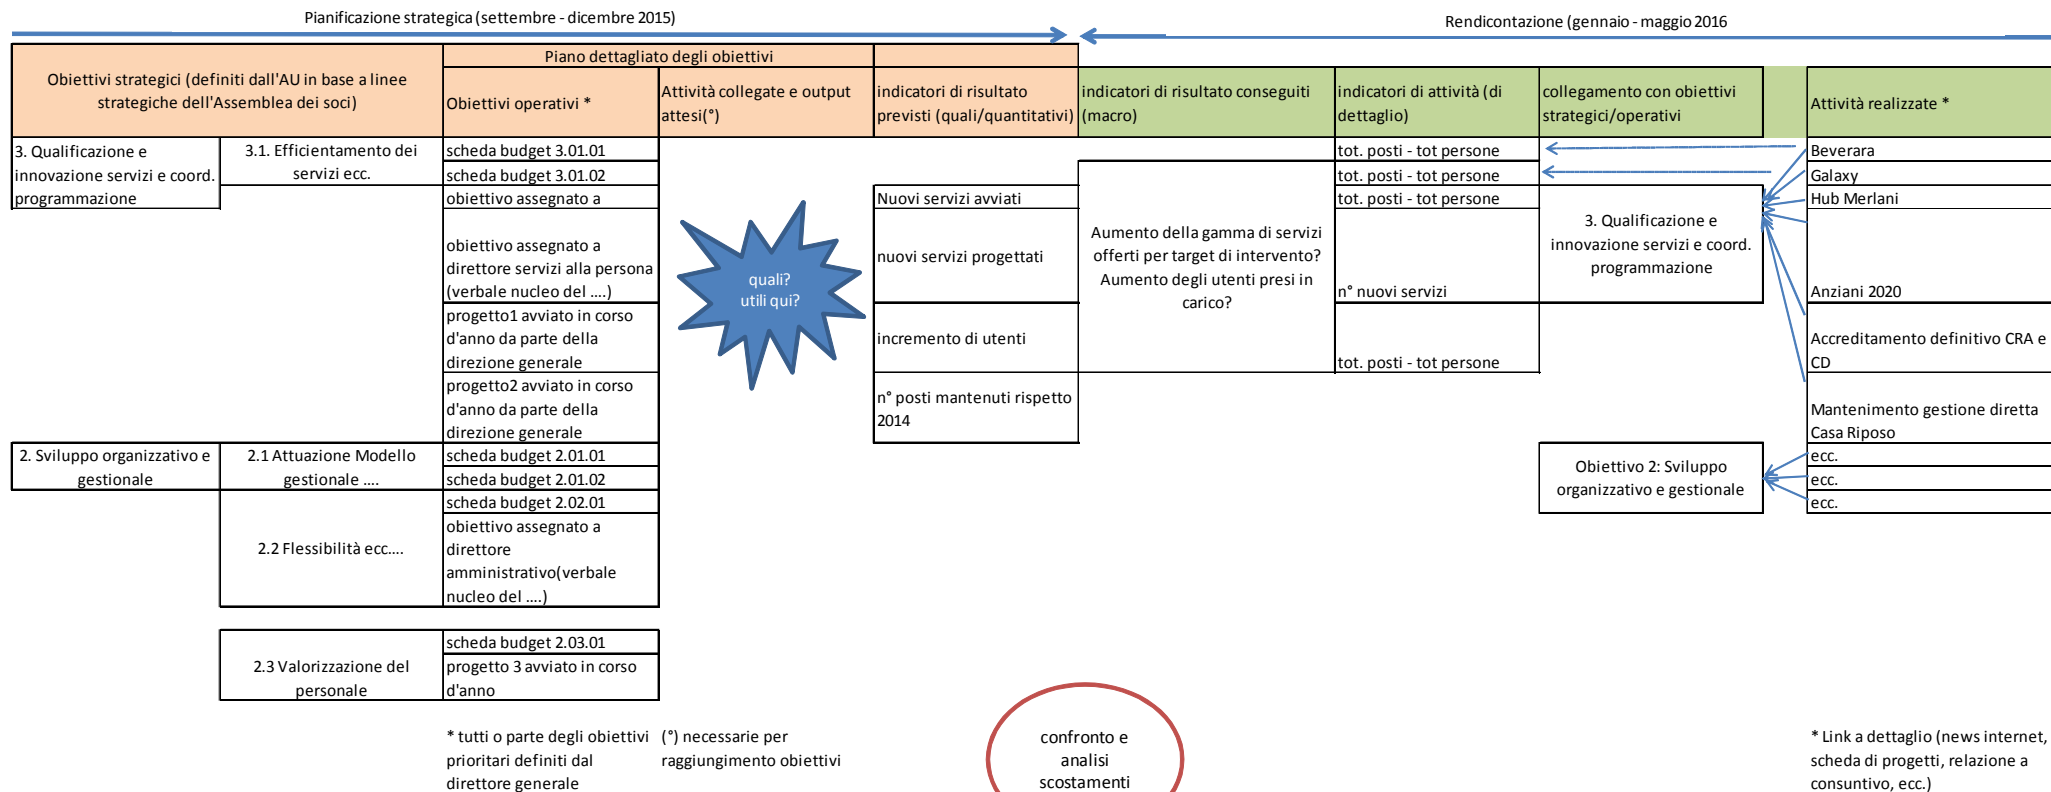 Pianificazione strategica (settembre - dicembre 2015)
Rendicontazione (gennaio - maggio 2016
Obiettivi strategici (definiti dall'AU in base a linee
strategiche dell'Assemblea dei soci)
Piano dettagliato degli obiettivi
Obiettivi operativi *
Attività collegate e output
attesi(°)
indicatori di risultato
previsti (quali/quantitativi)
indicatori di risultato conseguiti
(macro)
indicatori di attività (di
dettaglio)
collegamento con obiettivi
strategici/operativi
Attività realizzate *
3. Qualificazione e
innovazione servizi e coord.
programmazione
3.1. Efficientamento dei
servizi ecc.
scheda budget 3.01.01
scheda budget 3.01.02
obiettivo assegnato a
obiettivo assegnato a
direttore servizi alla persona
(verbale nucleo del ....)
progetto1 avviato in corso
d'anno da parte della
direzione generale
progetto2 avviato in corso
d'anno da parte della
direzione generale
quali?
utili qui?
Nuovi servizi avviati
nuovi servizi progettati
incremento di utenti
n° posti mantenuti rispetto
2014
Aumento della gamma di servizi
offerti per target di intervento?
Aumento degli utenti presi in
carico?
tot. posti - tot persone
tot. posti - tot persone
tot. posti - tot persone
n° nuovi servizi
tot. posti - tot persone
3. Qualificazione e
innovazione servizi e coord.
programmazione
Beverara
Galaxy
Hub Merlani
Anziani 2020
Accreditamento definitivo CRA e
CD
Mantenimento gestione diretta
Casa Riposo
2. Sviluppo organizzativo e
gestionale
2.1 Attuazione Modello
gestionale ....
scheda budget 2.01.01
scheda budget 2.01.02
2.2 Flessibilità ecc....
scheda budget 2.02.01
obiettivo assegnato a
direttore
amministrativo(verbale
nucleo del ....)
Obiettivo 2: Sviluppo
organizzativo e gestionale
ecc.
ecc.
ecc.
2.3 Valorizzazione del
personale
scheda budget 2.03.01
progetto 3 avviato in corso
d'anno
* tutti o parte degli obiettivi
prioritari definiti dal
direttore generale
(°) necessarie per
raggiungimento obiettivi
confronto e
analisi
scostamenti
* Link a dettaglio (news internet,
scheda di progetti, relazione a
consuntivo, ecc.)